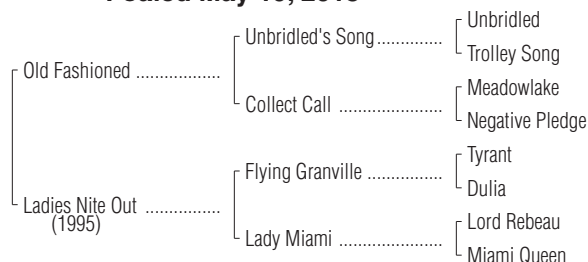 Unbridled
Unbridled's Song
Trolley Song
Old Fashioned
Meadowlake
Collect Call
Negative Pledge
Tyrant
Flying Granville
Dulia
Ladies Nite Out
(1995)
Lord Rebeau
Lady Miami
Miami Queen